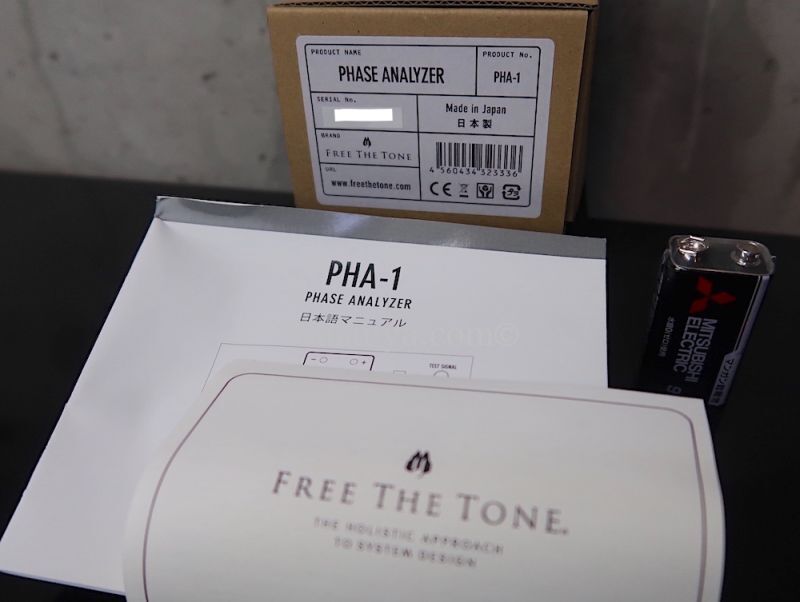 PRODUCT NAME
PHASE ANALYZER
PRODUCT No.
PHA-1
SERIAL No.
Made in Japan
日本製
BRAND
FREE THE TONE
4 560434 323336
URL
www.freethetone.com
CE
PHA-1
PHASE ANALYZER
日本語マニュアル
TEST SIGNAL
MITSUBISHI
ELECTRIC
FREE THE TONE®
THE HOLISTIC APPROACH
TO SYSTEM DESIGN